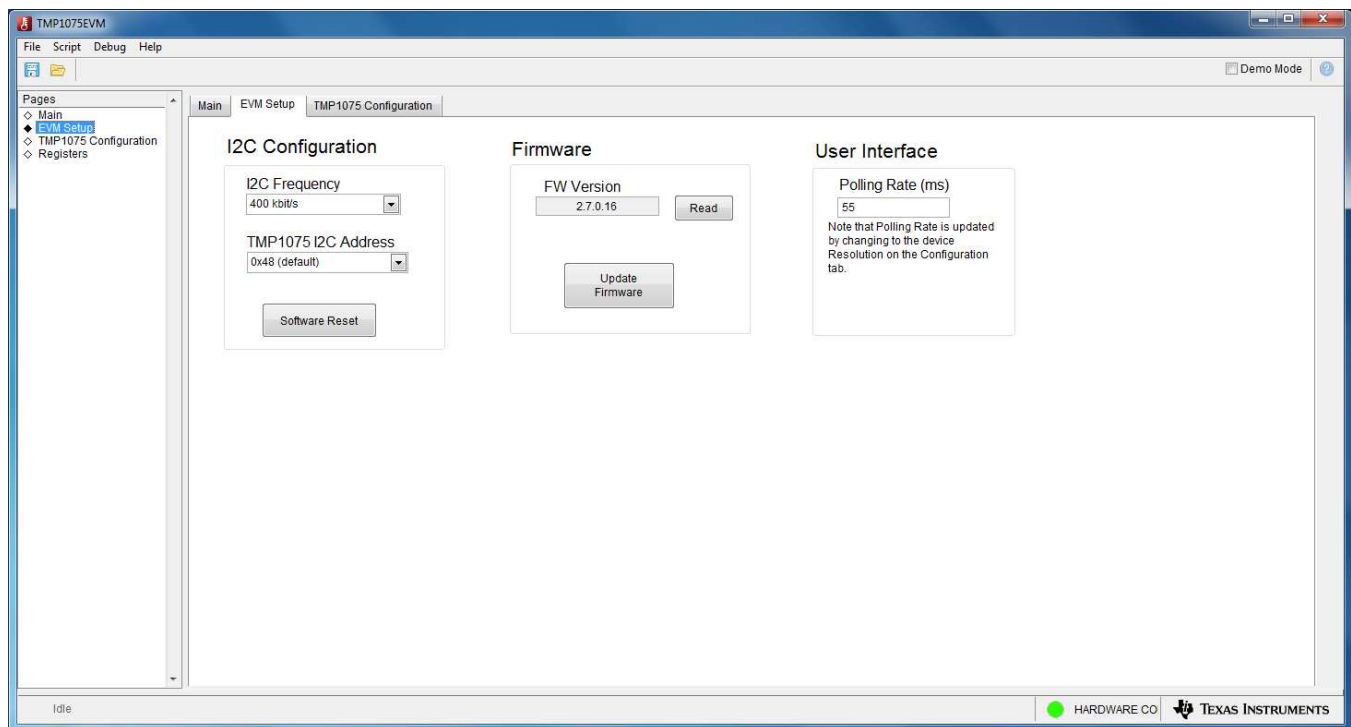 TMP1075EVM
File Script Debug Help
Demo Mode
Pages
Main
EVM Setup
TMP1075 Configuration
Registers
Main EVM Setup TMP1075 Configuration
I2C Configuration
I2C Frequency
400 kbit/s
TMP1075 I2C Address
0x48 (default)
Software Reset
Firmware
FW Version
2.7.0.16
Read
Update
Firmware
User Interface
Polling Rate (ms)
55
Note that Polling Rate is updated
by changing to the device
Resolution on the Configuration
tab.
Idle
HARDWARE CO
TEXAS INSTRUMENTS